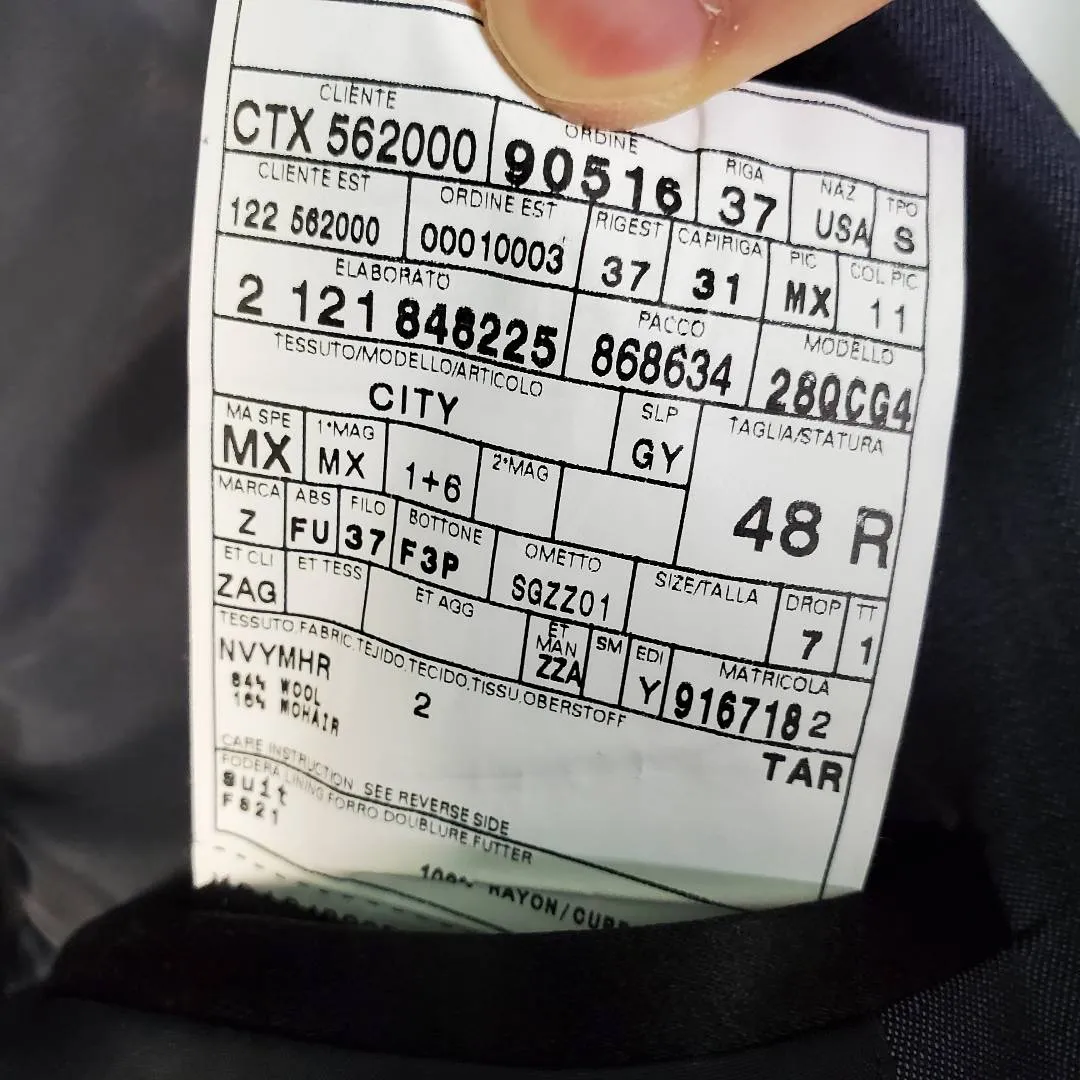 CLIENTE ORDINE RIGA NAZ TPO
CTX 562000 90516 37 USA S
CLIENTE EST ORDINE EST RIGEST CAPIRIGA PIC COL PIC
122 562000 00010003 37 31 MX 11
ELABORATO PACCO MODELLO
2 121 848225 868634 28QCG4
TESSUTO/MODELLO/ARTICOLO SLP TAGLIA/STATURA
CITY GY 48 R
MA SPE 1°MAG 2°MAG
MX MX 1+6
MARCA ABS FILO BOTTONE OMETTO SIZE/TALLA DROP TT
Z FU 37 F3P SGZZ01 7 1
ET CLI ET TESS ET AGG ET MAN SM EDI MATRICOLA
ZAG ZZA Y 9167182
TESSUTO,FABRIC,TEJIDO,TECIDO,TISSU,OBERSTOFF
NVYMHR 2 TAR
84% WOOL
16% MOHAIR
CARE INSTRUCTION SEE REVERSE SIDE
FODERA LINING FORRO DOUBLURE FUTTER
suit
F821
100% RAYON/